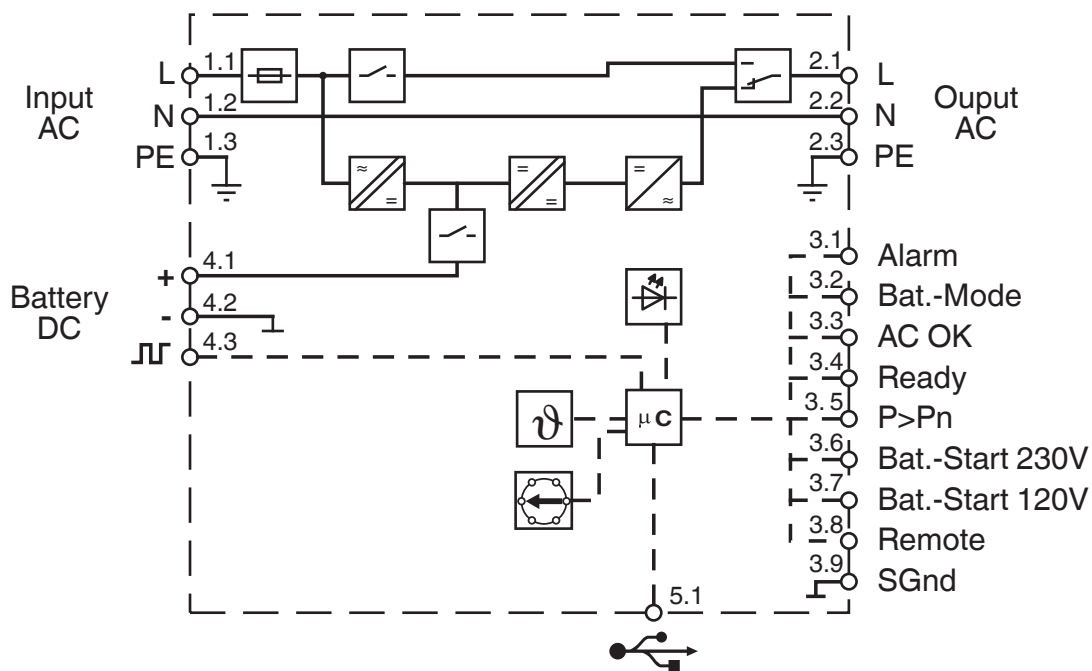 Input
AC
L
1.1
N
1.2
PE
1.3
2.1
L
2.2
N
2.3
PE
Ouput
AC
≈
=
=
=
=
≈
Battery
DC
+
4.1
-
4.2
4.3
ϑ
µC
3.1
Alarm
3.2
Bat.-Mode
3.3
AC OK
3.4
Ready
3.5
P>Pn
3.6
Bat.-Start 230V
3.7
Bat.-Start 120V
3.8
Remote
3.9
SGnd
5.1